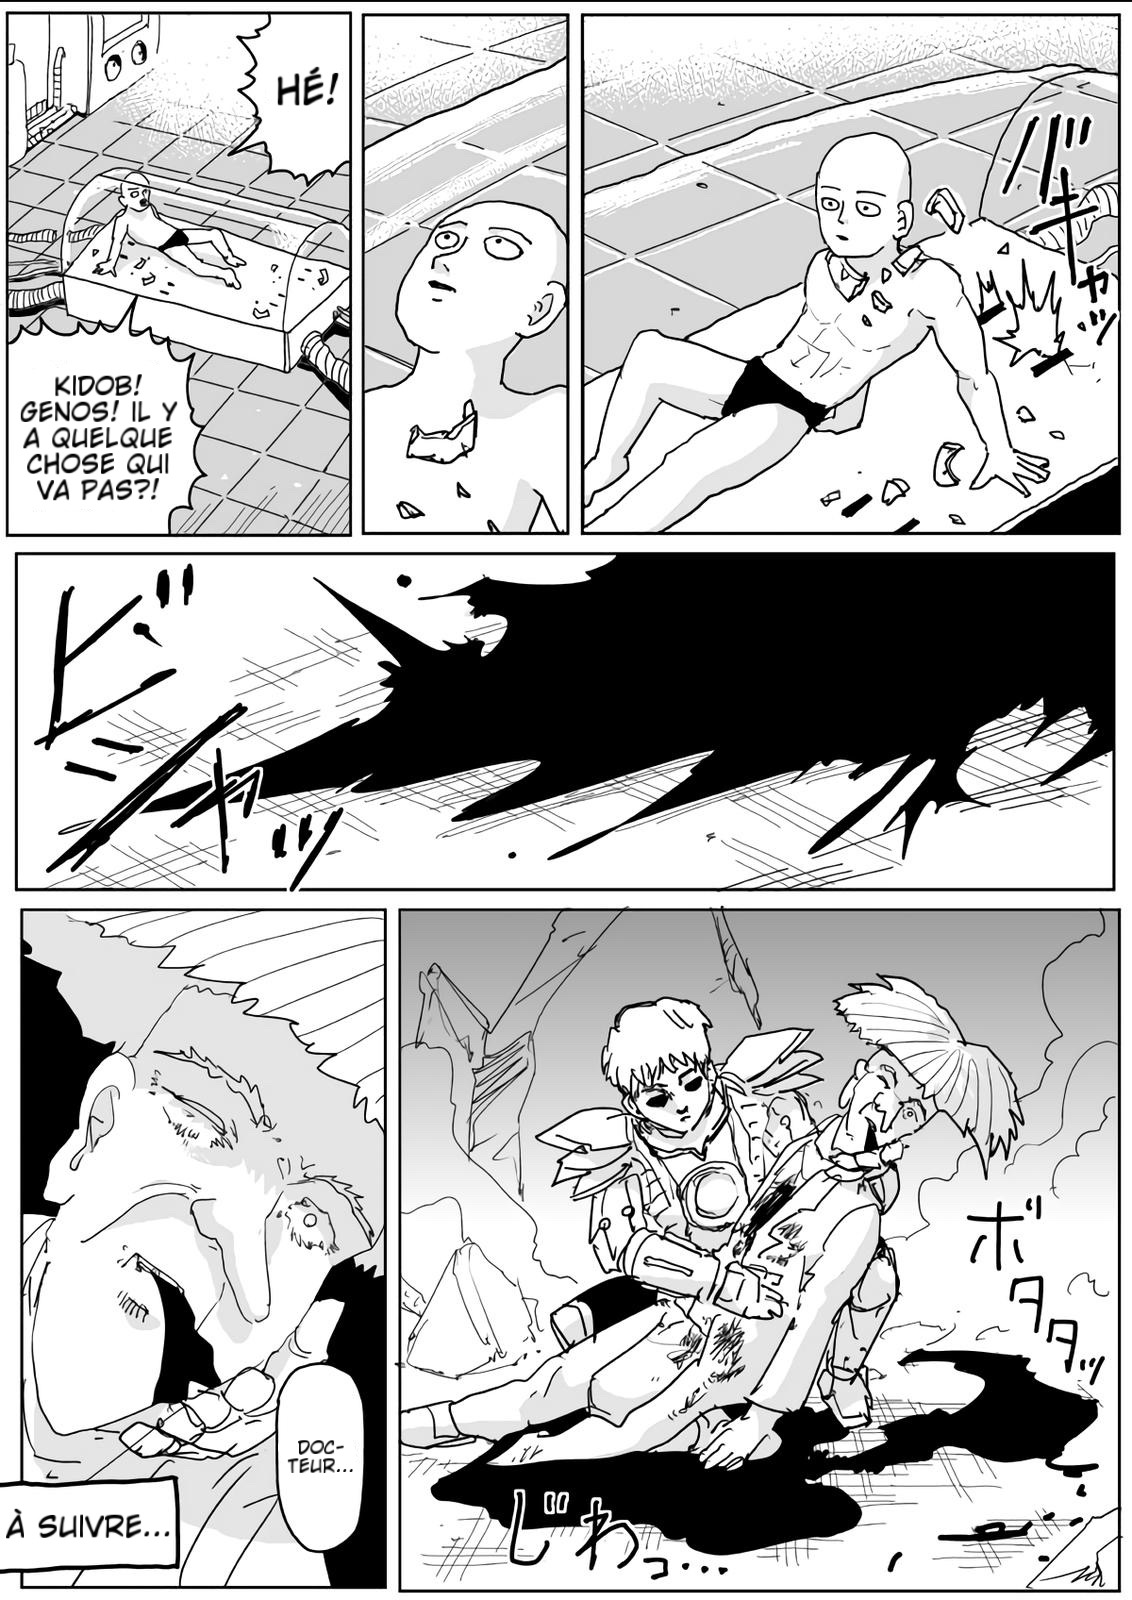 バキャッ
HÉ!
KIDOB!
GENOS! IL Y
A QUELQUE
CHOSE QUI
VA PAS?!
ビシャッ
ボタタッ
じわっ...
DOC-
TEUR...
À SUIVRE...